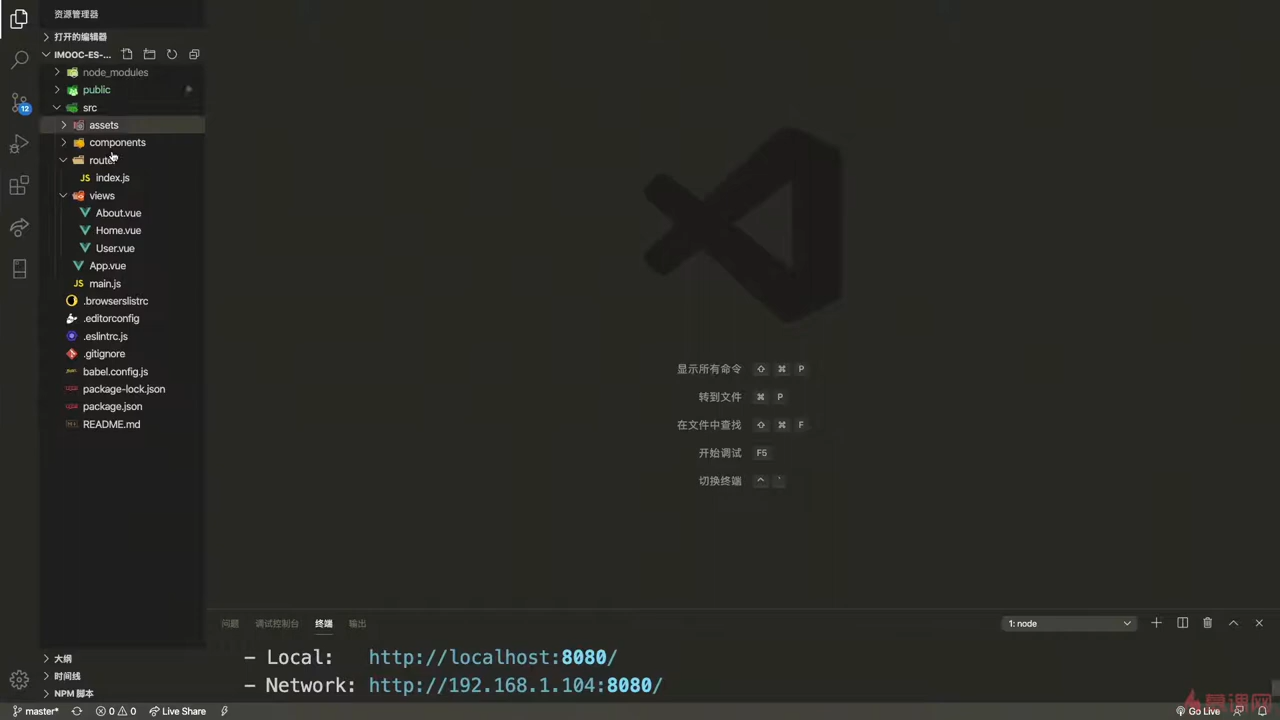 资源管理器
打开的编辑器
IMOOC-ES-...
node_modules
public
src
assets
components
router
index.js
views
About.vue
Home.vue
User.vue
App.vue
main.js
.browserslistrc
.editorconfig
.eslintrc.js
.gitignore
babel.config.js
package-lock.json
package.json
README.md
12
显示所有命令 ⇧ ⌘ P
转到文件 ⌘ P
在文件中查找 ⇧ ⌘ F
开始调试 F5
切换终端 ^ `
问题 调试控制台 终端 输出
1: node
- Local: http://localhost:8080/
- Network: http://192.168.1.104:8080/
大纲
时间线
NPM 脚本
master* 0 0 Live Share
Go Live
慕课网